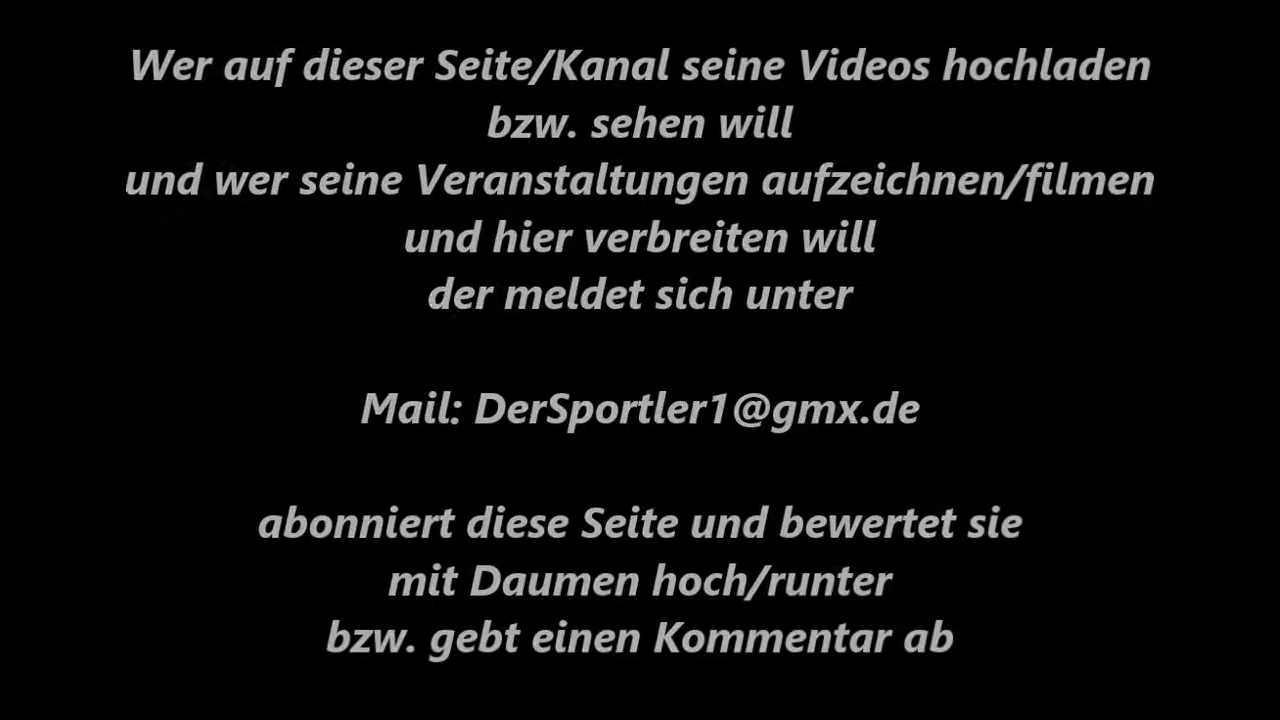 Wer auf dieser Seite/Kanal seine Videos hochladen
bzw. sehen will
und wer seine Veranstaltungen aufzeichnen/filmen
und hier verbreiten will
der meldet sich unter
Mail: DerSportler1@gmx.de
abonniert diese Seite und bewertet sie
mit Daumen hoch/runter
bzw. gebt einen Kommentar ab